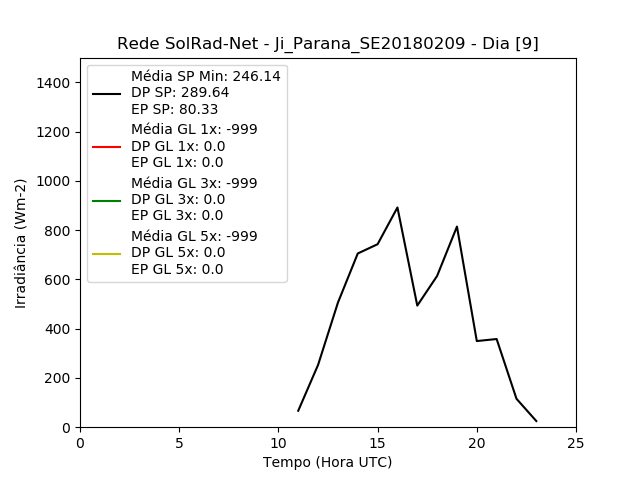 Rede SolRad-Net - Ji_Parana_SE20180209 - Dia [9]
Média SP Min: 246.14
DP SP: 289.64
EP SP: 80.33
Média GL 1x: -999
DP GL 1x: 0.0
EP GL 1x: 0.0
Média GL 3x: -999
DP GL 3x: 0.0
EP GL 3x: 0.0
Média GL 5x: -999
DP GL 5x: 0.0
EP GL 5x: 0.0
Irradiância (Wm-2)
1400
1200
1000
800
600
400
200
0
0 5 10 15 20 25
Tempo (Hora UTC)